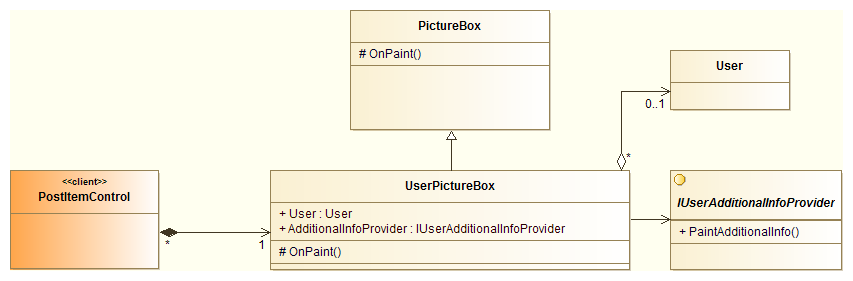 PictureBox
# OnPaint()
User
0..1
*
<<client>>
PostItemControl
*
1
UserPictureBox
+ User : User
+ AdditionalInfoProvider : IUserAdditionalInfoProvider
# OnPaint()
IUserAdditionalInfoProvider
+ PaintAdditionalInfo()